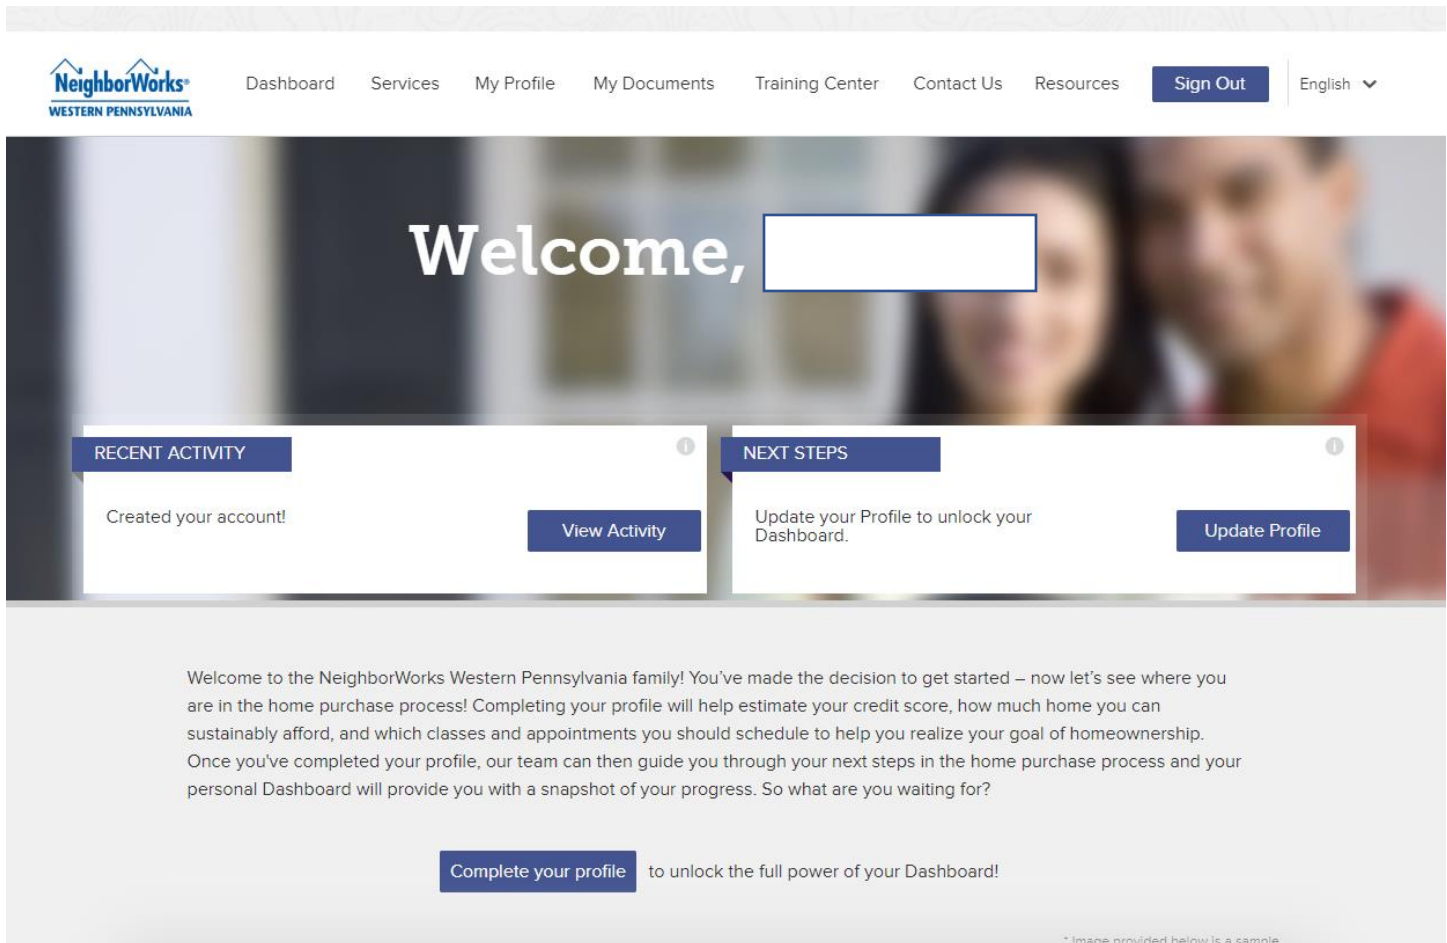 NeighborWorks®
WESTERN PENNSYLVANIA
Dashboard Services My Profile My Documents Training Center Contact Us Resources Sign Out English
Welcome,
RECENT ACTIVITY
Created your account!
View Activity
NEXT STEPS
Update your Profile to unlock your
Dashboard.
Update Profile
Welcome to the NeighborWorks Western Pennsylvania family! You've made the decision to get started – now let's see where you
are in the home purchase process! Completing your profile will help estimate your credit score, how much home you can
sustainably afford, and which classes and appointments you should schedule to help you realize your goal of homeownership.
Once you've completed your profile, our team can then guide you through your next steps in the home purchase process and your
personal Dashboard will provide you with a snapshot of your progress. So what are you waiting for?
Complete your profile to unlock the full power of your Dashboard!
* Image provided below is a sample